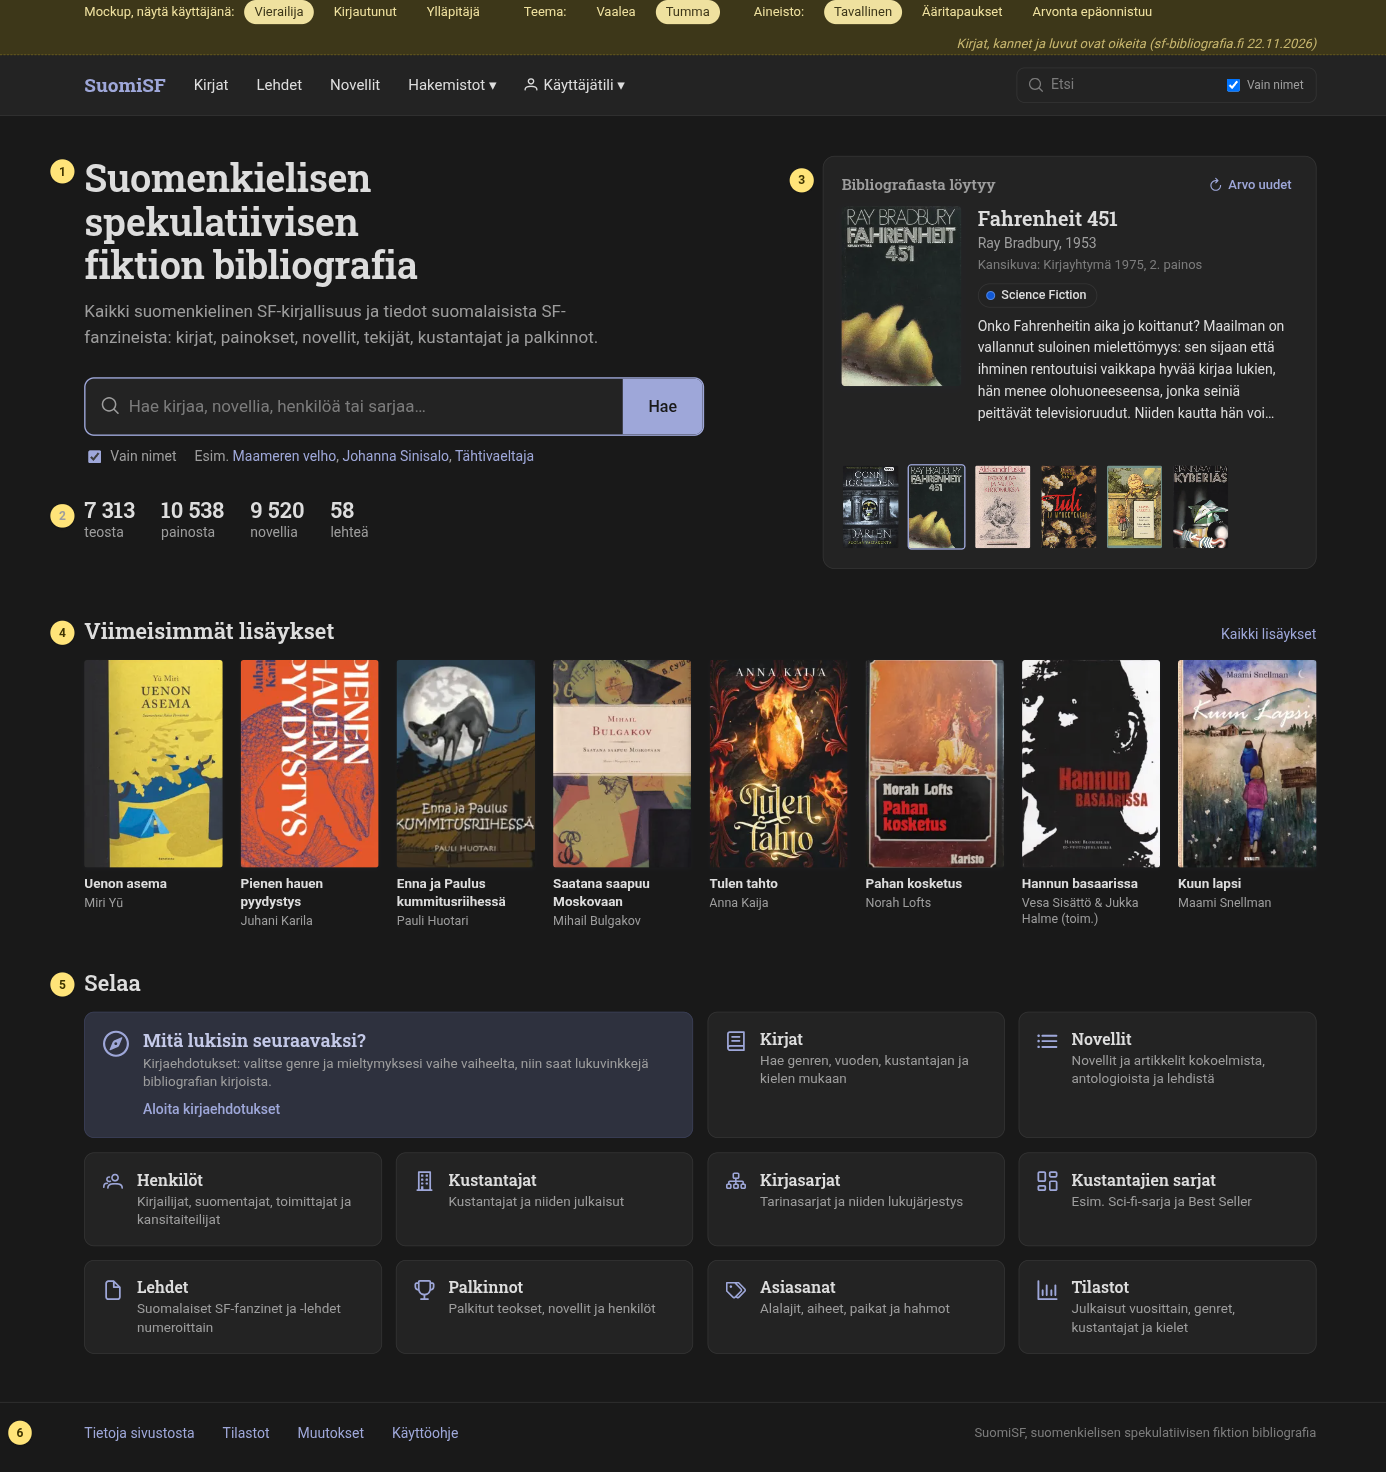 Mockup, näytä käyttäjänä: Vierailija Kirjautunut Ylläpitäjä Teema: Vaalea Tumma Aineisto: Tavallinen Ääritapaukset Arvonta epäonnistuu
Kirjat, kannet ja luvut ovat oikeita (sf-bibliografia.fi 22.11.2026)
SuomiSF Kirjat Lehdet Novellit Hakemistot ▾ Käyttäjätili ▾ Etsi Vain nimet
1
Suomenkielisen
spekulatiivisen
fiktion bibliografia
Kaikki suomenkielinen SF-kirjallisuus ja tiedot suomalaisista SF-
fanzineista: kirjat, painokset, novellit, tekijät, kustantajat ja palkinnot.
Hae kirjaa, novellia, henkilöä tai sarjaa… Hae
Vain nimet Esim. Maameren velho, Johanna Sinisalo, Tähtivaeltaja
2
7 313 10 538 9 520 58
teosta painosta novellia lehteä
3
Bibliografiasta löytyy Arvo uudet
RAY BRADBURY
FAHRENHEIT
451
Fahrenheit 451
Ray Bradbury, 1953
Kansikuva: Kirjayhtymä 1975, 2. painos
Science Fiction
Onko Fahrenheitin aika jo koittanut? Maailman on
vallannut suloinen mielettömyys: sen sijaan että
ihminen rentoutuisi vaikkapa hyvää kirjaa lukien,
hän menee olohuoneeseensa, jonka seiniä
peittävät televisioruudut. Niiden kautta hän voi…
CONN
IGGULDEN
DARIEN
RAY BRADBURY
FAHRENHEIT
451
Tuli
KYBERIAS
4
Viimeisimmät lisäykset Kaikki lisäykset
Yu Miri
UENON
ASEMA
Juhani
Karila
PIENEN
HAUEN
PYYDYSTYS
Enna ja Paulus
KUMMITUSRIIHESSÄ
PAULI HUOTARI
MIHAIL
BULGAKOV
SAATANA SAAPUU MOSKOVAAN
ANNA KAIJA
Tulen
tahto
Norah Lofts
Pahan
kosketus
Karisto
Hannun
BASAARISSA
Maami Snellman
Kuun Lapsi
Uenon asema
Miri Yū
Pienen hauen
pyydystys
Juhani Karila
Enna ja Paulus
kummitusriihessä
Pauli Huotari
Saatana saapuu
Moskovaan
Mihail Bulgakov
Tulen tahto
Anna Kaija
Pahan kosketus
Norah Lofts
Hannun basaarissa
Vesa Sisättö & Jukka
Halme (toim.)
Kuun lapsi
Maami Snellman
5
Selaa
Mitä lukisin seuraavaksi?
Kirjaehdotukset: valitse genre ja mieltymyksesi vaihe vaiheelta, niin saat lukuvinkkejä
bibliografian kirjoista.
Aloita kirjaehdotukset
Kirjat
Hae genren, vuoden, kustantajan ja
kielen mukaan
Novellit
Novellit ja artikkelit kokoelmista,
antologioista ja lehdistä
Henkilöt
Kirjailijat, suomentajat, toimittajat ja
kansitaiteilijat
Kustantajat
Kustantajat ja niiden julkaisut
Kirjasarjat
Tarinasarjat ja niiden lukujärjestys
Kustantajien sarjat
Esim. Sci-fi-sarja ja Best Seller
Lehdet
Suomalaiset SF-fanzinet ja -lehdet
numeroittain
Palkinnot
Palkitut teokset, novellit ja henkilöt
Asiasanat
Alalajit, aiheet, paikat ja hahmot
Tilastot
Julkaisut vuosittain, genret,
kustantajat ja kielet
6
Tietoja sivustosta Tilastot Muutokset Käyttöohje SuomiSF, suomenkielisen spekulatiivisen fiktion bibliografia